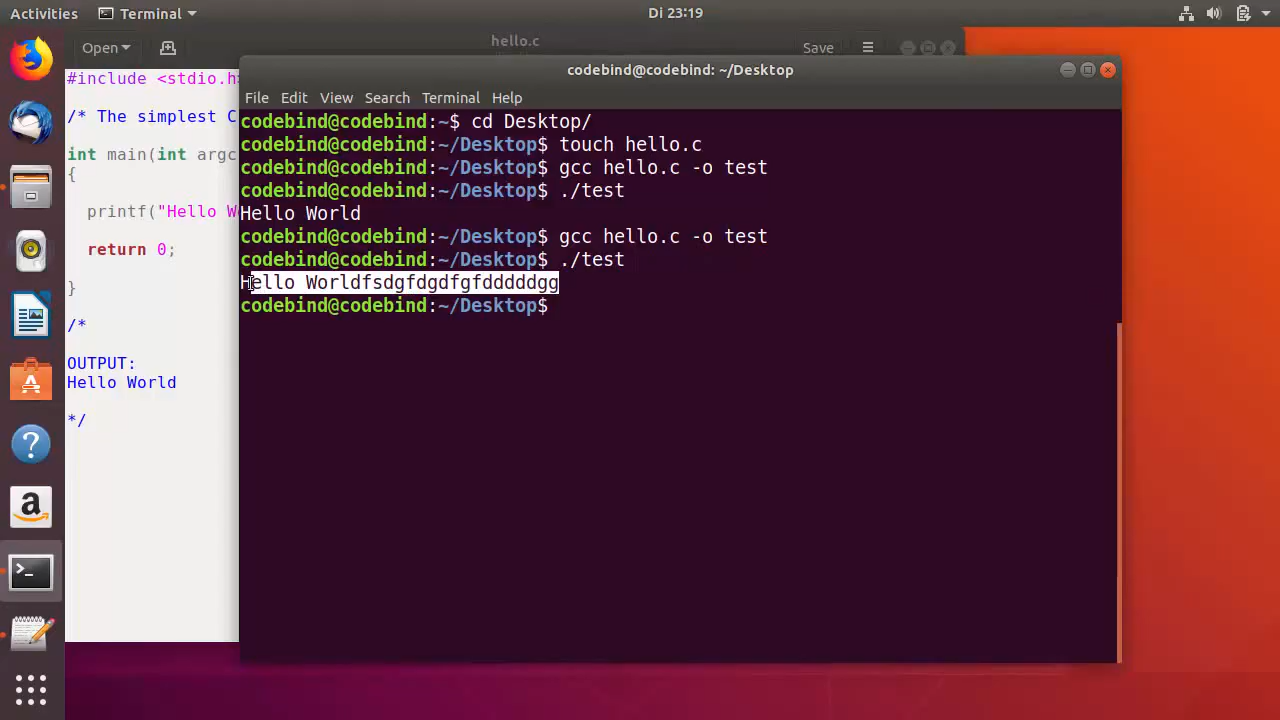 Activities
Terminal
Di 23:19
Open
hello.c
Save
#include <stdio.h>
/* The simplest C
int main(int argc
{
printf("Hello W
return 0;
}
/*
OUTPUT:
Hello World
*/
codebind@codebind: ~/Desktop
File Edit View Search Terminal Help
codebind@codebind:~$ cd Desktop/
codebind@codebind:~/Desktop$ touch hello.c
codebind@codebind:~/Desktop$ gcc hello.c -o test
codebind@codebind:~/Desktop$ ./test
Hello World
codebind@codebind:~/Desktop$ gcc hello.c -o test
codebind@codebind:~/Desktop$ ./test
Hello Worldfsdgfdgdfgfdddddgg
codebind@codebind:~/Desktop$